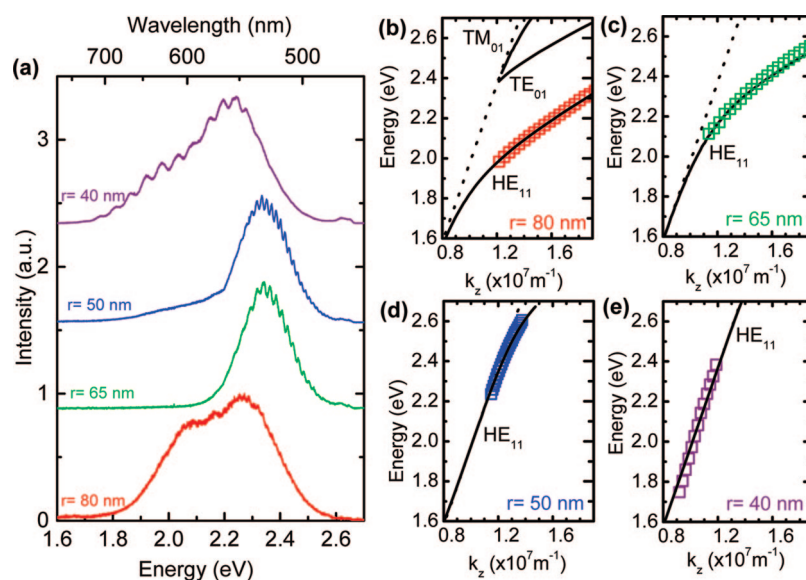 Wavelength (nm)
700 600 500
(a)
3
2
1
0
Intensity (a.u.)
r= 40 nm
r= 50 nm
r= 65 nm
r= 80 nm
1.6 1.8 2.0 2.2 2.4 2.6
Energy (eV)
(b)
Energy (eV)
2.6
2.4
2.2
2.0
1.8
1.6
TM01
TE01
HE11
r= 80 nm
0.8 1.2 1.6
kz (x10⁷m⁻¹)
(c)
Energy (eV)
2.6
2.4
2.2
2.0
1.8
1.6
HE11
r= 65 nm
0.8 1.2 1.6
kz (x10⁷m⁻¹)
(d)
Energy (eV)
2.6
2.4
2.2
2.0
1.8
1.6
HE11
r= 50 nm
0.8 1.2 1.6
kz (x10⁷m⁻¹)
(e)
Energy (eV)
2.6
2.4
2.2
2.0
1.8
1.6
HE11
r= 40 nm
0.8 1.2 1.6
kz (x10⁷m⁻¹)